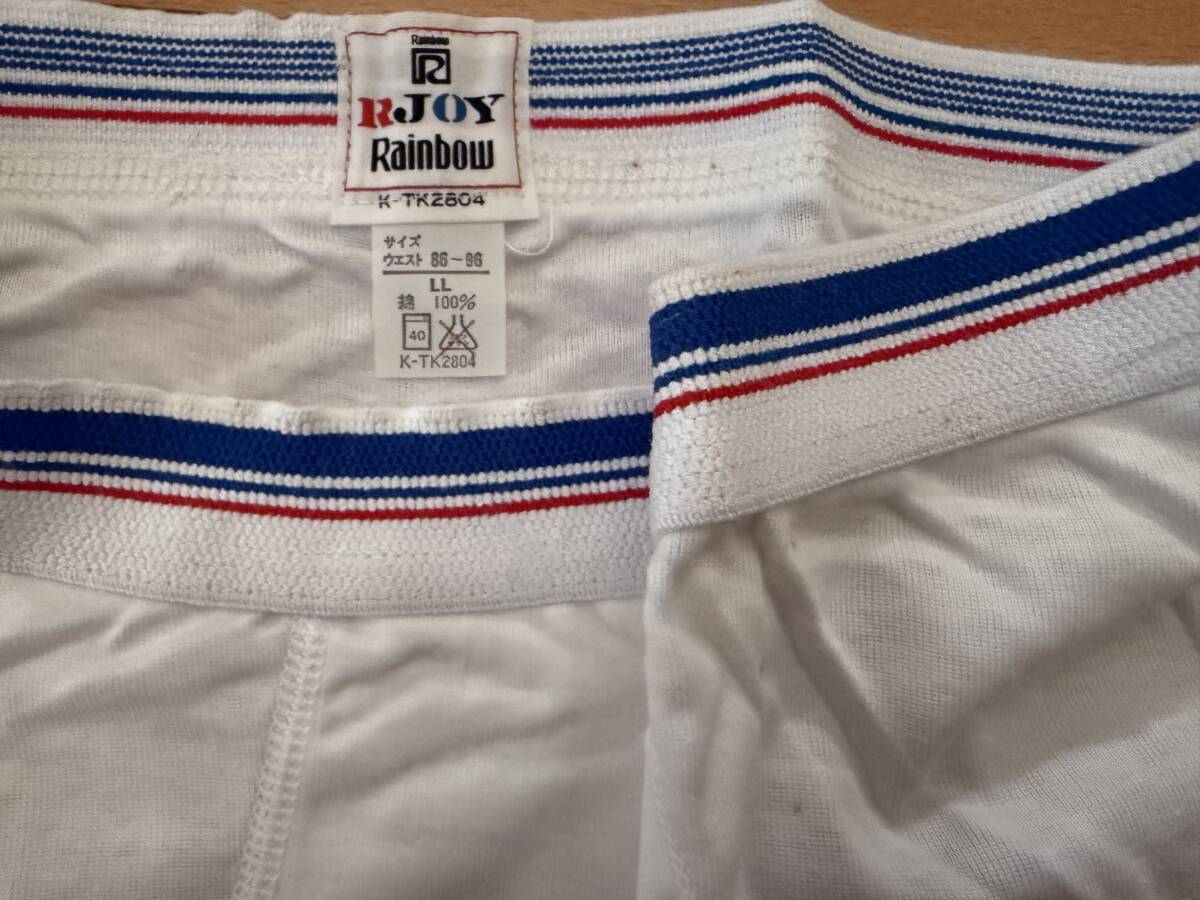 Rainbow
R
RJOY
Rainbow
K-TK2804
サイズ
ウエスト 86～96
LL
綿 100%
40
K-TK2804